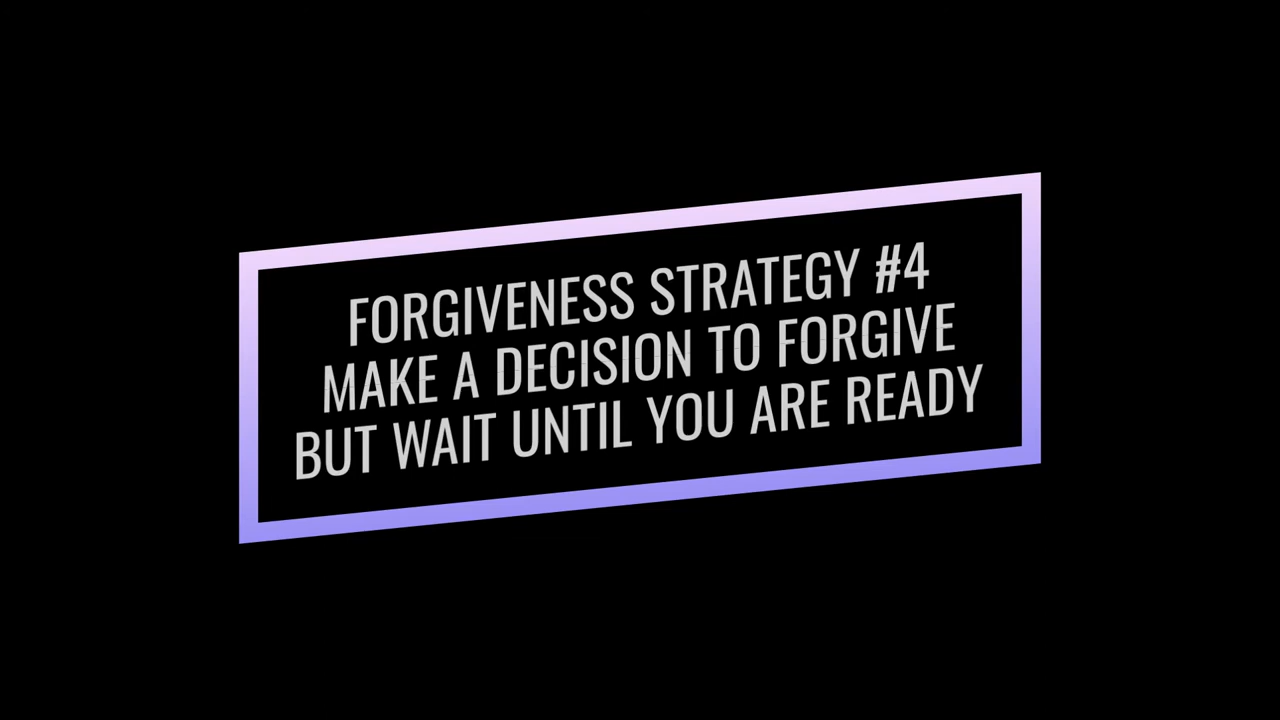 FORGIVENESS STRATEGY #4
MAKE A DECISION TO FORGIVE
BUT WAIT UNTIL YOU ARE READY